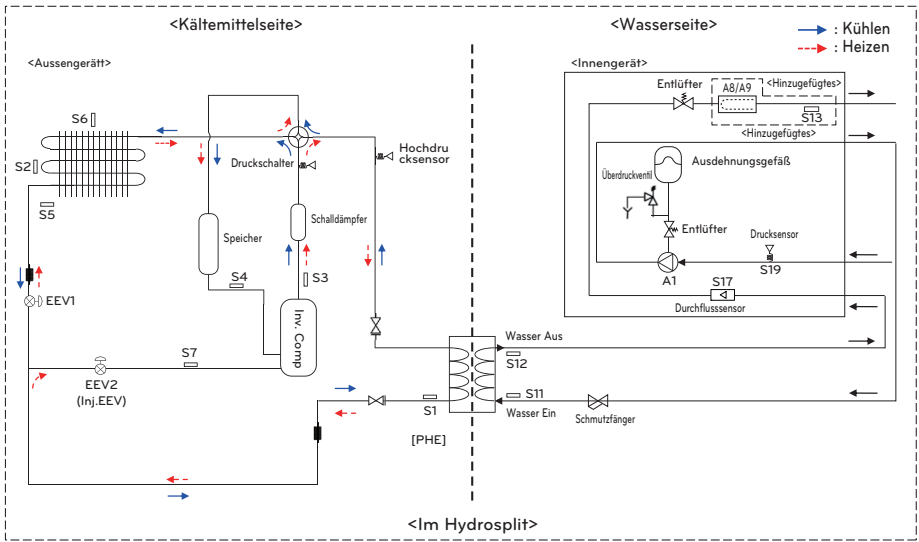 <Kältemittelseite>
<Wasserseite>
: Kühlen
: Heizen
<Aussengerätt>
<Innengerät>
Entlüfter
A8/A9
<Hinzugefügtes>
S13
<Hinzugefügtes>
S6
S2
S5
Druckschalter
Hochdru
cksensor
Ausdehnungsgefäß
Überdruckventil
Entlüfter
Drucksensor
S19
A1
S17
Durchflusssensor
Schalldämpfer
Speicher
S4
S3
EEV1
Inv. Comp
S7
EEV2
(Inj.EEV)
Wasser Aus
S12
S11
Wasser Ein
Schmutzfänger
S1
[PHE]
<Im Hydrosplit>